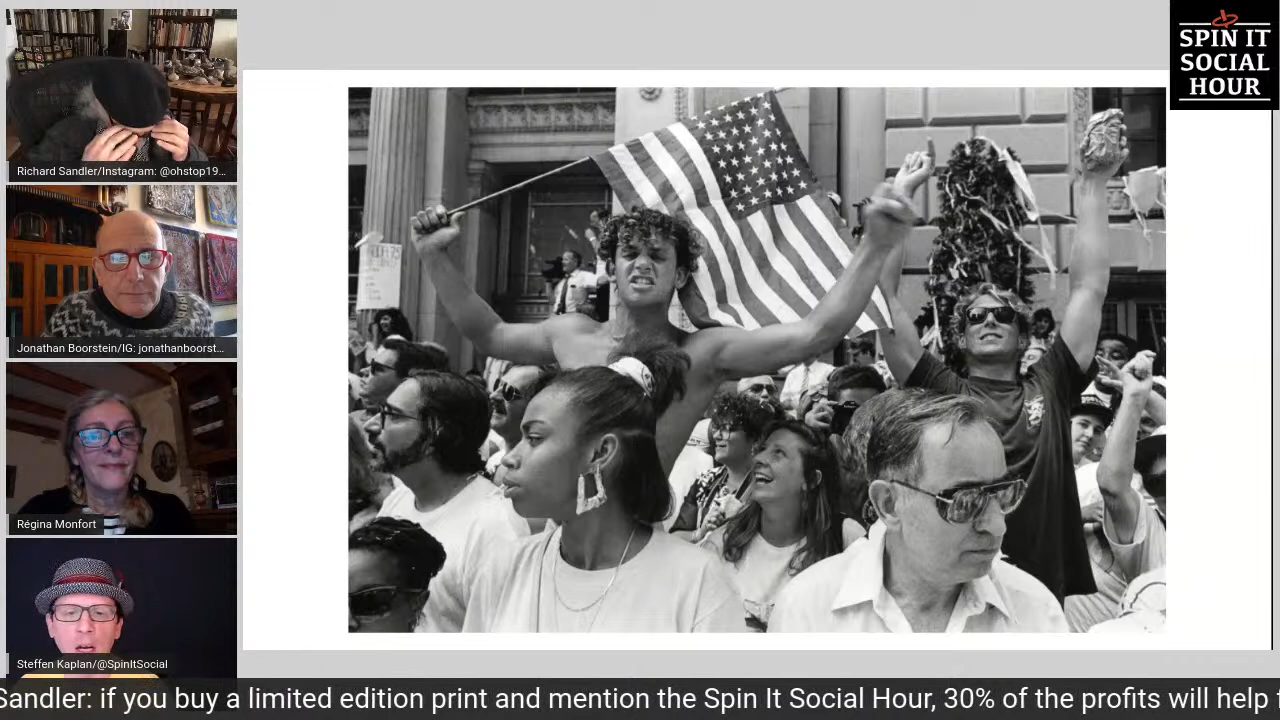 Richard Sandler/Instagram: @ohstop19...
Jonathan Boorstein/IG: jonathanboorst...
Régina Monfort
Steffen Kaplan/@SpinItSocial
SPIN IT
SOCIAL
HOUR
Sandler: if you buy a limited edition print and mention the Spin It Social Hour, 30% of the profits will help